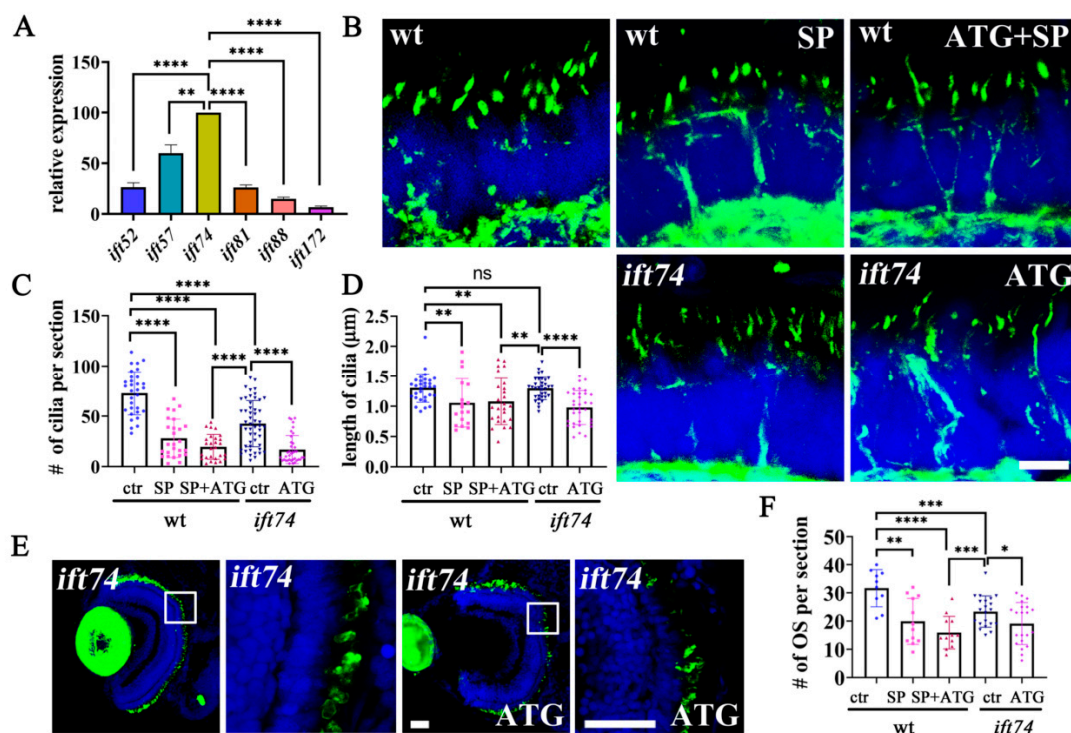 A
relative expression
150
100
50
0
ift52
ift57
ift74
ift81
ift88
ift172
****
****
****
** ****
B
wt
wt SP
wt ATG+SP
ift74
ift74 ATG
C
# of cilia per section
150
100
50
0
****
****
****
**** ****
ctr SP SP+ATG ctr ATG
wt ift74
D
length of cilia (µm)
2.5
2.0
1.5
1.0
0.5
0.0
ns
**
** ** ****
ctr SP SP+ATG ctr ATG
wt ift74
E
ift74
ift74
ift74
ATG
ift74
ATG
F
# of OS per section
50
40
30
20
10
0
***
****
** *** *
ctr SP SP+ATG ctr ATG
wt ift74